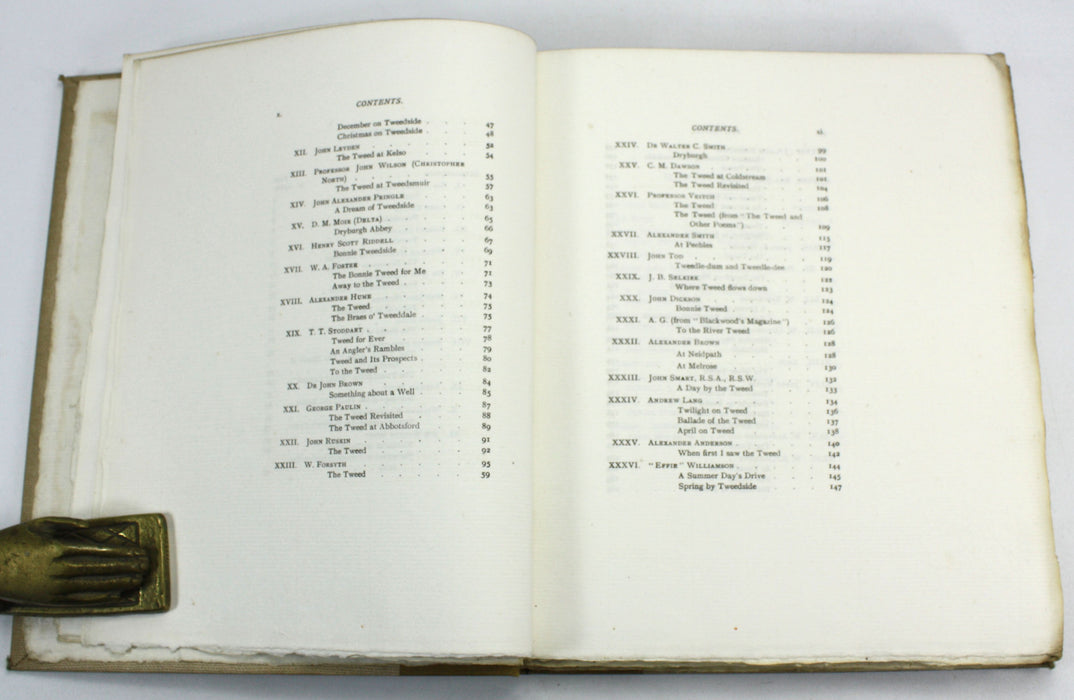 CONTENTS.
x.
December on Tweedside . . . . 47
Christmas on Tweedside . . . . 48
XII. JOHN LEYDEN . . . . 52
The Tweed at Kelso . . . . 54
XIII. PROFESSOR JOHN WILSON (CHRISTOPHER
NORTH) . . . . 55
The Tweed at Tweedsmuir . . . . 57
XIV. JOHN ALEXANDER PRINGLE . . . . 63
A Dream of Tweedside . . . . 63
XV. D. M. MOIR (DELTA) . . . . 65
Dryburgh Abbey . . . . 66
XVI. HENRY SCOTT RIDDELL . . . . 67
Bonnie Tweedside . . . . 69
XVII. W. A. FOSTER . . . . 71
The Bonnie Tweed for Me . . . . 71
Away to the Tweed . . . . 73
XVIII. ALEXANDER HUME . . . . 74
The Tweed . . . . 75
The Braes o' Tweeddale . . . . 75
XIX. T. T. STODDART . . . . 77
Tweed for Ever . . . . 78
An Angler's Rambles . . . . 79
Tweed and Its Prospects . . . . 80
To the Tweed . . . . 82
XX. DR JOHN BROWN . . . . 84
Something about a Well . . . . 85
XXI. GEORGE PAULIN . . . . 87
The Tweed Revisited . . . . 88
The Tweed at Abbotsford . . . . 89
XXII. JOHN RUSKIN . . . . 91
The Tweed . . . . 92
XXIII. W. FORSYTH . . . . 95
The Tweed . . . . 59
CONTENTS. xi.
XXIV. DR WALTER C. SMITH . . . . 99
Dryburgh . . . . 100
XXV. C. M. DAWSON . . . . 101
The Tweed at Coldstream . . . . 101
The Tweed Revisited . . . . 104
XXVI. PROFESSOR VEITCH . . . . 106
The Tweed . . . . 108
The Tweed (from "The Tweed and
Other Poems") . . . . 109
XXVII. ALEXANDER SMITH . . . . 115
At Peebles . . . . 117
XXVIII. JOHN TOD . . . . 119
Tweedle-dum and Tweedle-dee . . . . 120
XXIX. J. B. SELKIRK . . . . 122
Where Tweed flows down . . . . 123
XXX. JOHN DICKSON . . . . 124
Bonnie Tweed . . . . 124
XXXI. A. G. (from "Blackwood's Magazine") . . . . 126
To the River Tweed . . . . 126
XXXII. ALEXANDER BROWN . . . . 128
At Neidpath . . . . 128
At Melrose . . . . 130
XXXIII. JOHN SMART, R.S.A., R.S.W. . . . . 132
A Day by the Tweed . . . . 133
XXXIV. ANDREW LANG . . . . 134
Twilight on Tweed . . . . 136
Ballade of the Tweed . . . . 137
April on Tweed . . . . 138
XXXV. ALEXANDER ANDERSON . . . . 140
When first I saw the Tweed . . . . 142
XXXVI. "EFFIE" WILLIAMSON . . . . 144
A Summer Day's Drive . . . . 145
Spring by Tweedside . . . . 147